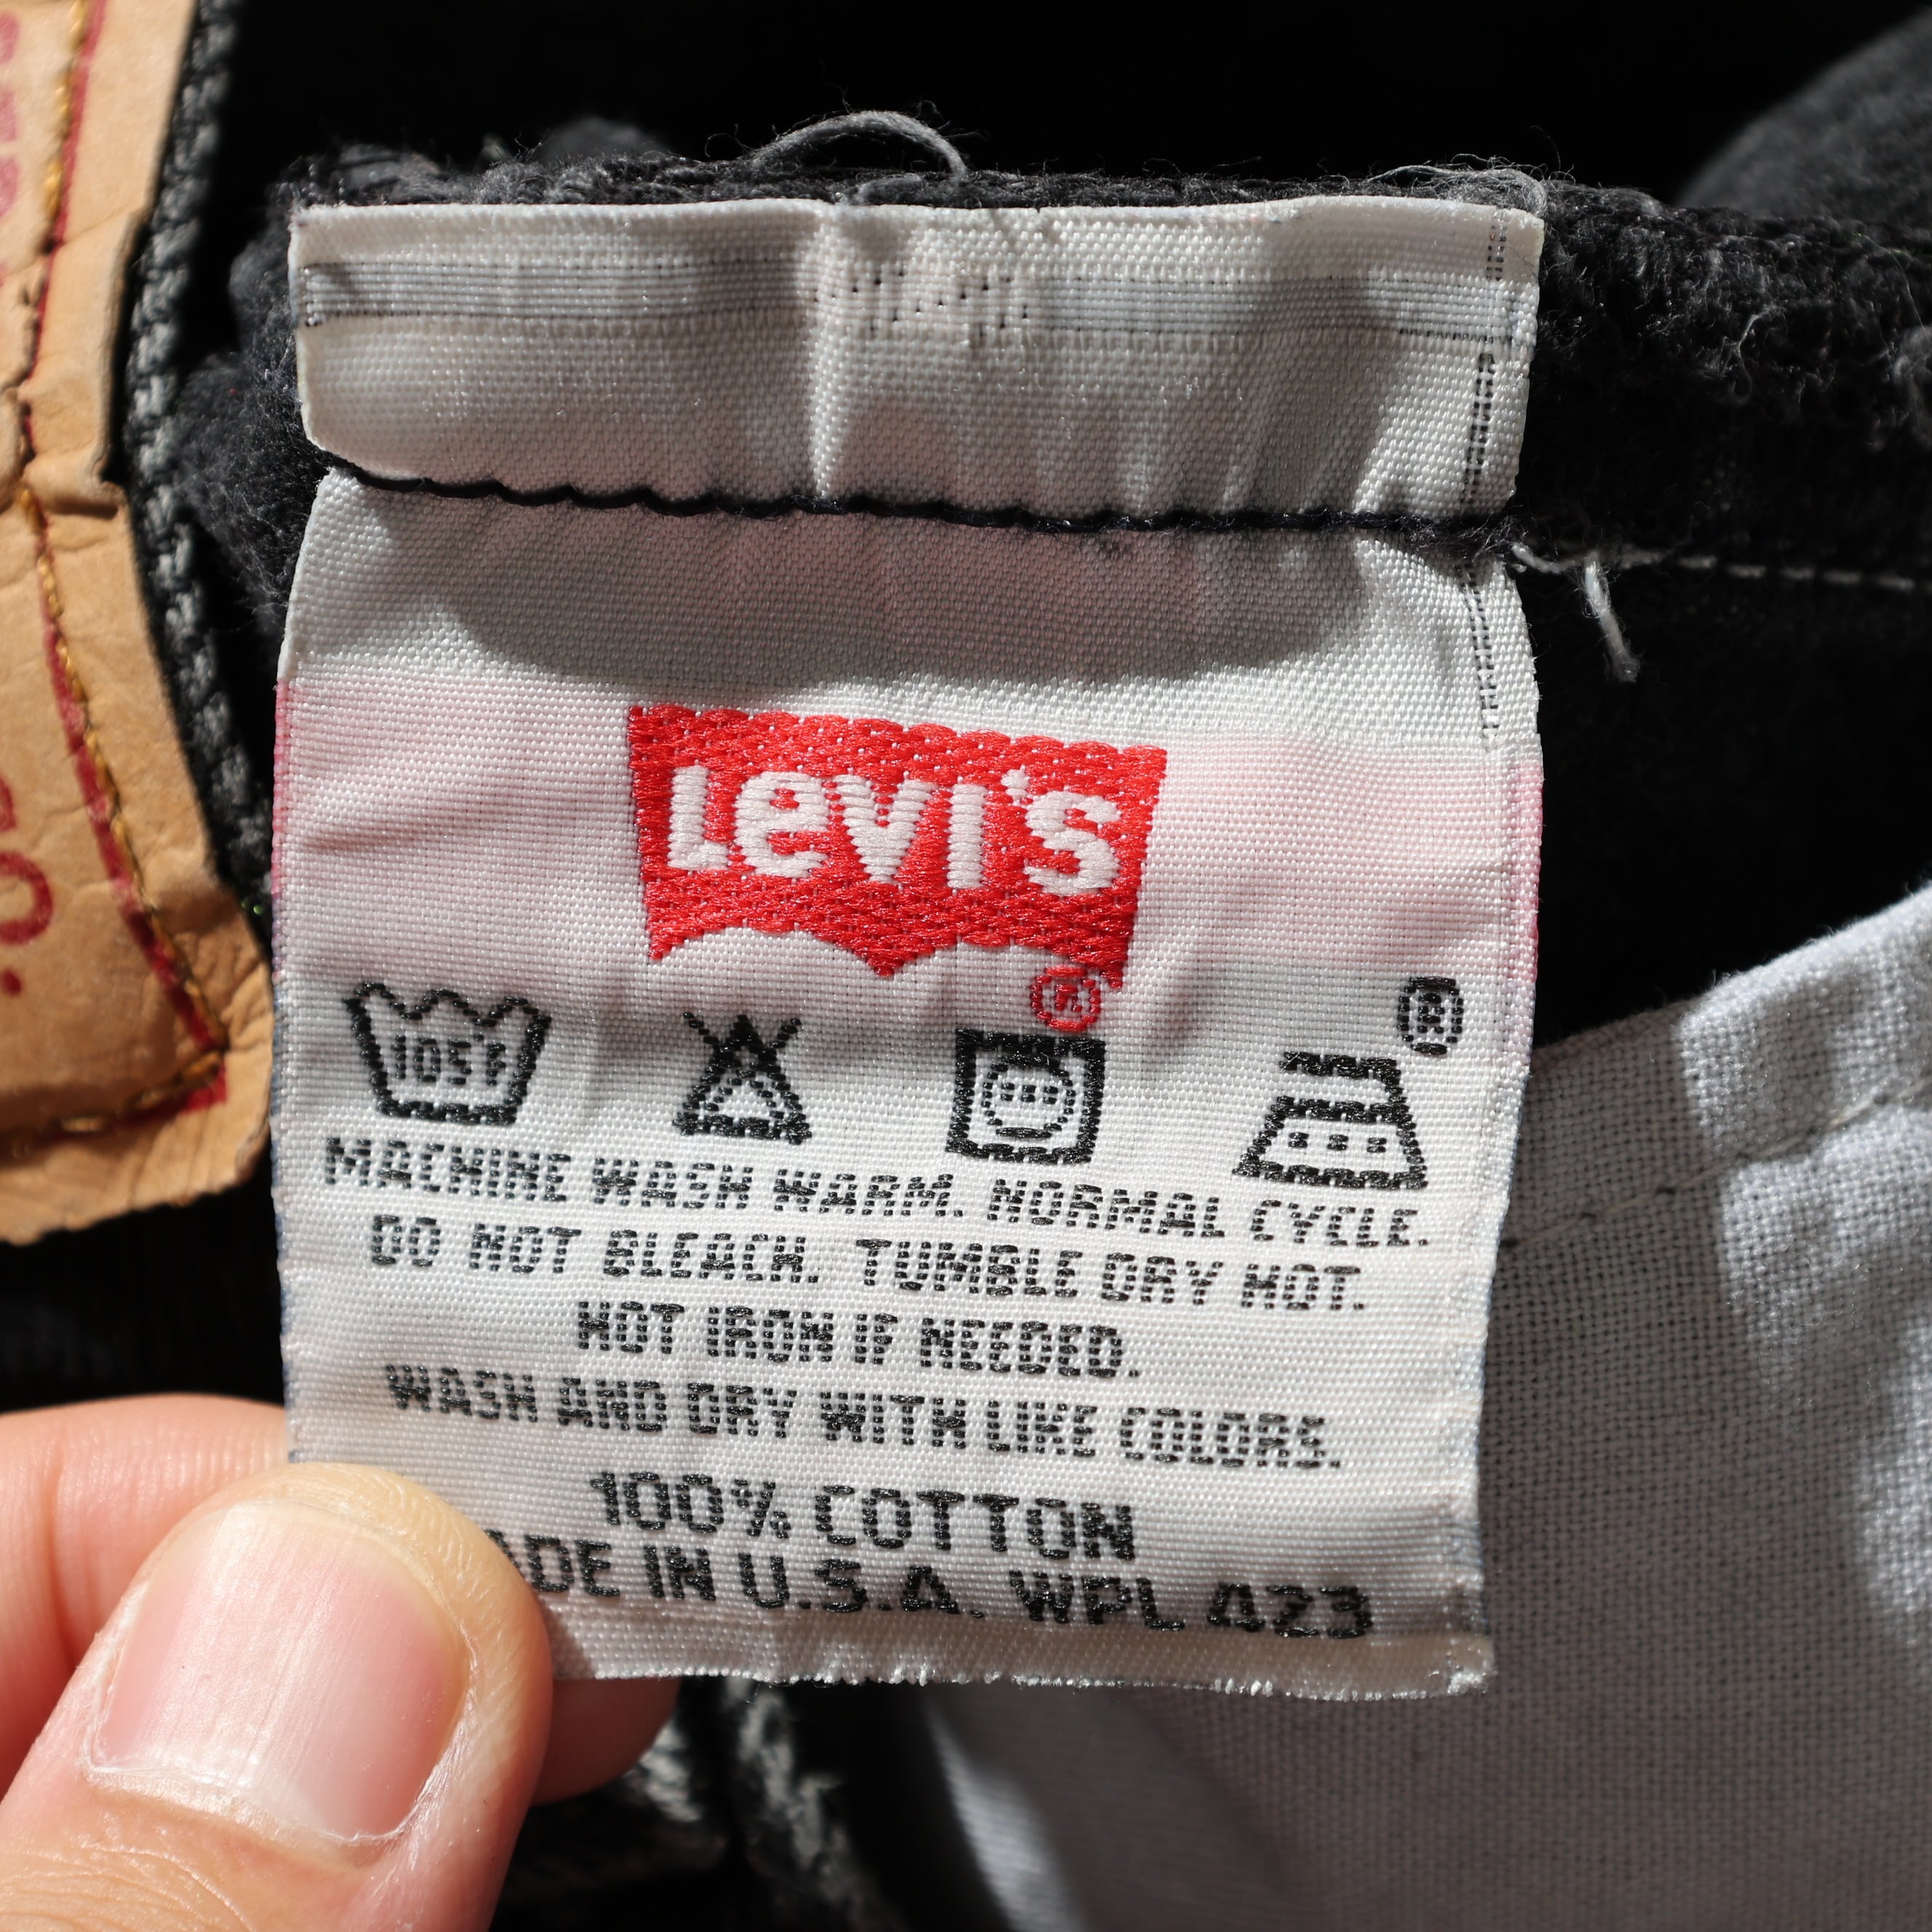 Levi's
®
®
105F
MACHINE WASH WARM. NORMAL CYCLE.
DO NOT BLEACH. TUMBLE DRY HOT.
HOT IRON IF NEEDED.
WASH AND DRY WITH LIKE COLORS.
100% COTTON
ADE IN U.S.A. WPL 423